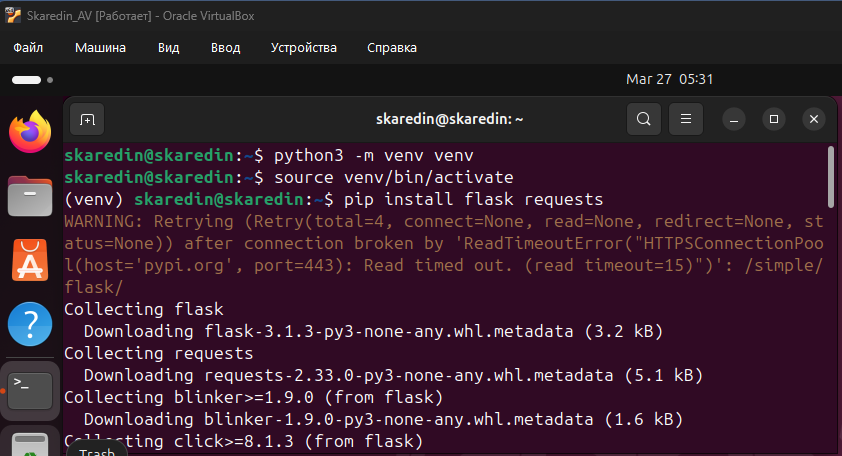 Skaredin_AV [Работает] - Oracle VirtualBox
Файл Машина Вид Ввод Устройства Справка
Mar 27 05:31
skaredin@skaredin: ~
skaredin@skaredin:~$ python3 -m venv venv
skaredin@skaredin:~$ source venv/bin/activate
(venv) skaredin@skaredin:~$ pip install flask requests
WARNING: Retrying (Retry(total=4, connect=None, read=None, redirect=None, st
atus=None)) after connection broken by 'ReadTimeoutError("HTTPSConnectionPoo
l(host='pypi.org', port=443): Read timed out. (read timeout=15)")': /simple/
flask/
Collecting flask
  Downloading flask-3.1.3-py3-none-any.whl.metadata (3.2 kB)
Collecting requests
  Downloading requests-2.33.0-py3-none-any.whl.metadata (5.1 kB)
Collecting blinker>=1.9.0 (from flask)
  Downloading blinker-1.9.0-py3-none-any.whl.metadata (1.6 kB)
Collecting click>=8.1.3 (from flask)
Trash